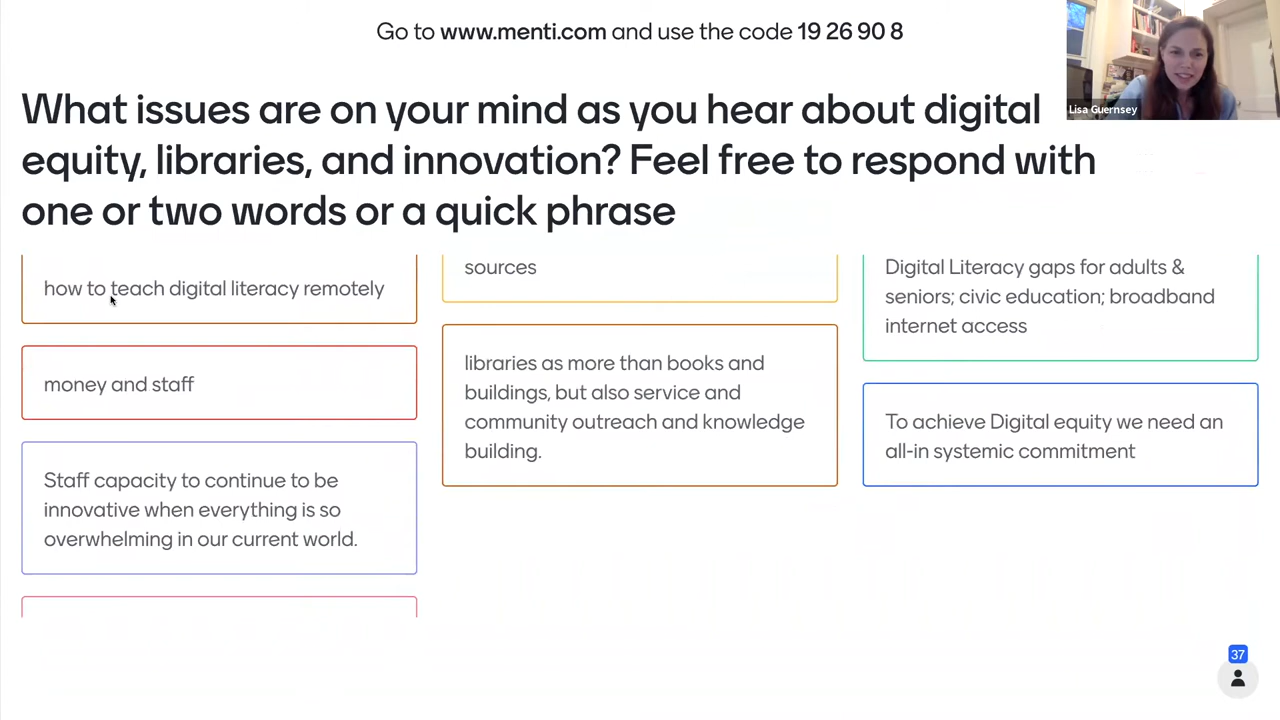 Go to www.menti.com and use the code 19 26 90 8
Lisa Guernsey
What issues are on your mind as you hear about digital
equity, libraries, and innovation? Feel free to respond with
one or two words or a quick phrase
how to teach digital literacy remotely
money and staff
Staff capacity to continue to be
innovative when everything is so
overwhelming in our current world.
sources
libraries as more than books and
buildings, but also service and
community outreach and knowledge
building.
Digital Literacy gaps for adults &
seniors; civic education; broadband
internet access
To achieve Digital equity we need an
all-in systemic commitment
37